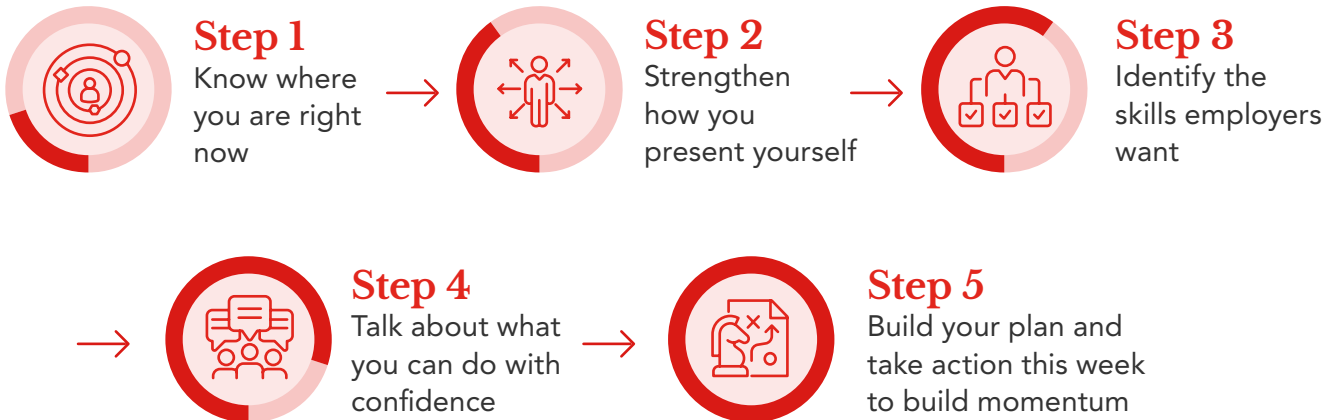 Step 1
Know where
you are right
now
Step 2
Strengthen
how you
present yourself
Step 3
Identify the
skills employers
want
Step 4
Talk about what
you can do with
confidence
Step 5
Build your plan and
take action this week
to build momentum